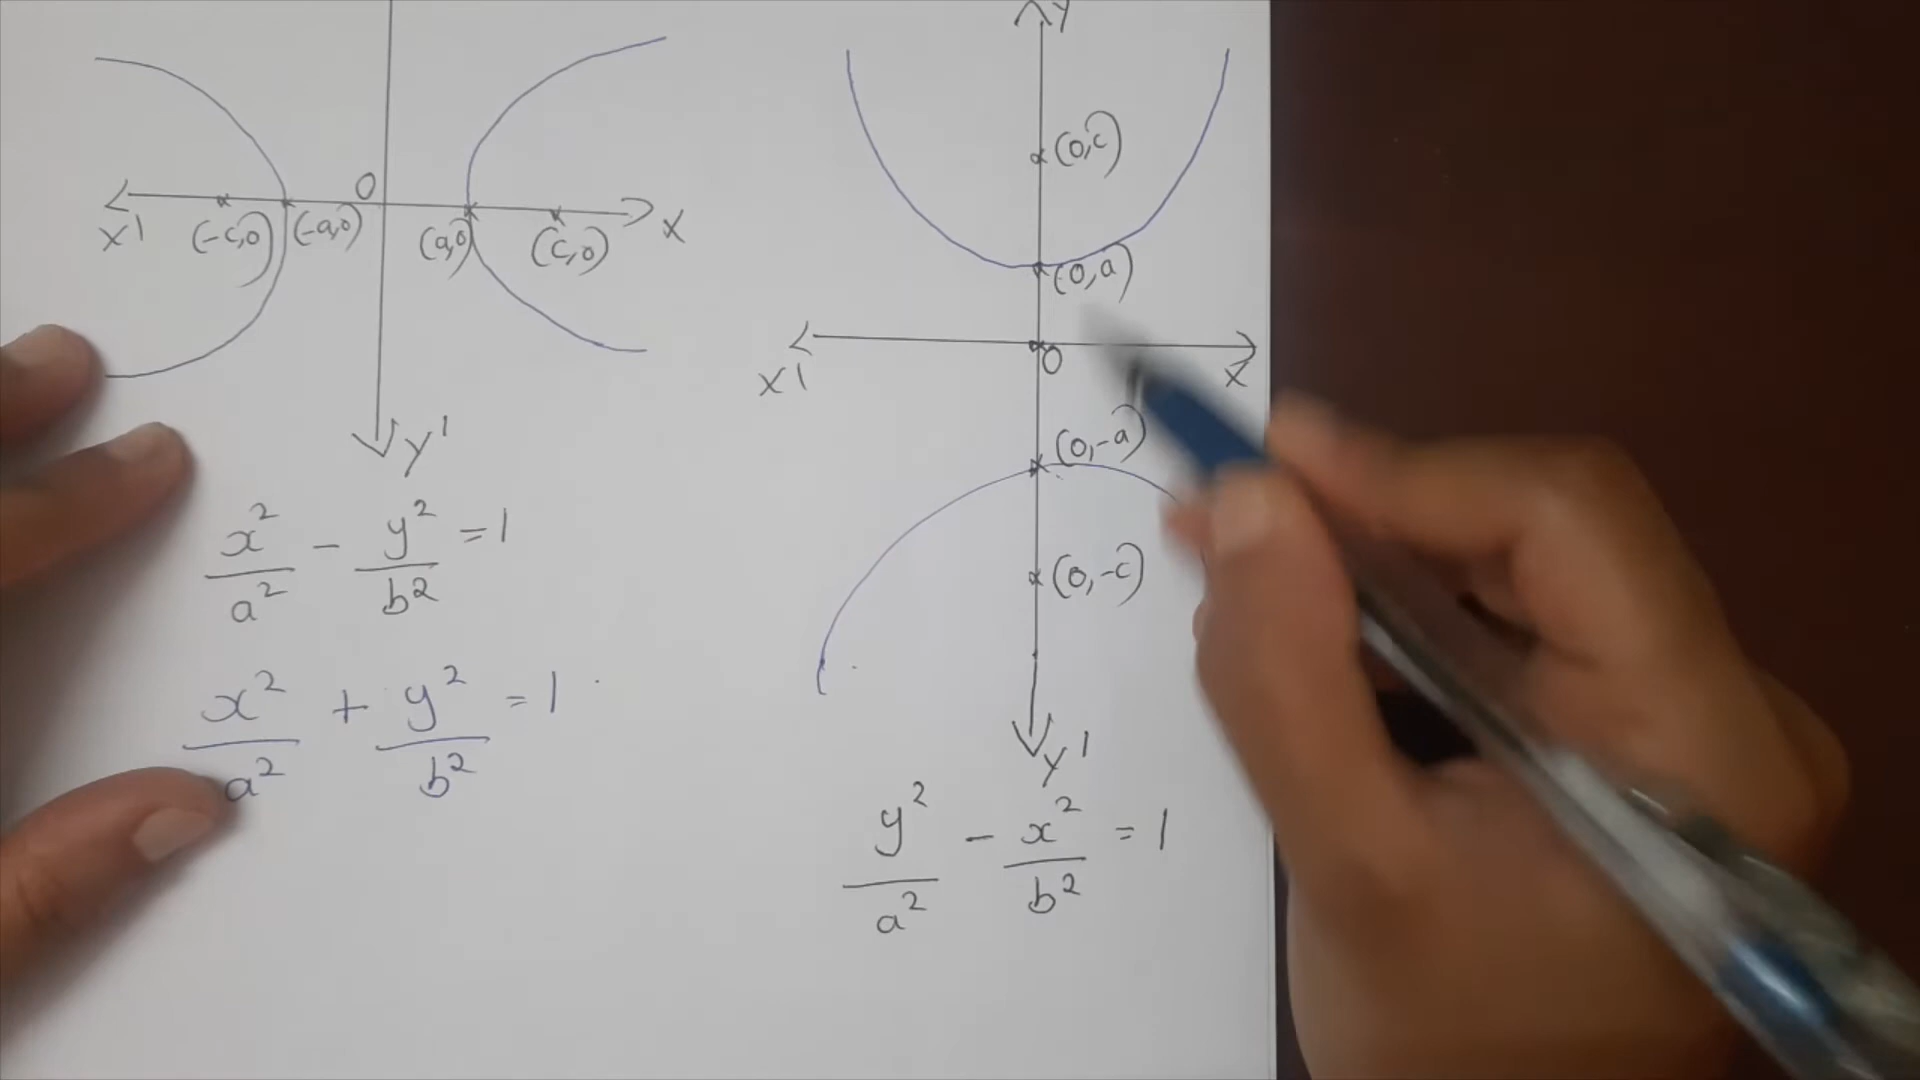 O
X' (-c,0) (-a,0) (a,0) (c,0) X
Y'
x²/a² - y²/b² = 1
x²/a² + y²/b² = 1
Y
(0,c)
(0,a)
X' O X
(0,-a)
(0,-c)
Y'
y²/a² - x²/b² = 1